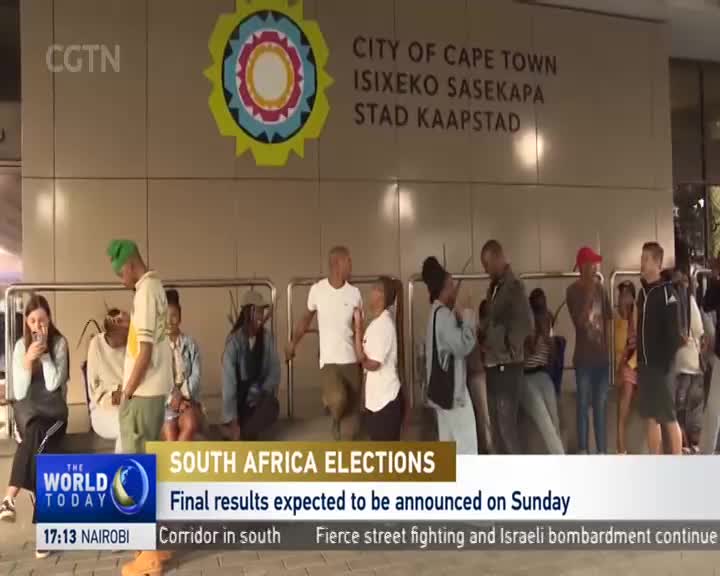 CGTN
CITY OF CAPE TOWN
ISIXEKO SASEKAPA
STAD KAAPSTAD
SOUTH AFRICA ELECTIONS
THE WORLD TODAY
Final results expected to be announced on Sunday
17:13 NAIROBI
Corridor in south Fierce street fighting and Israeli bombardment continue